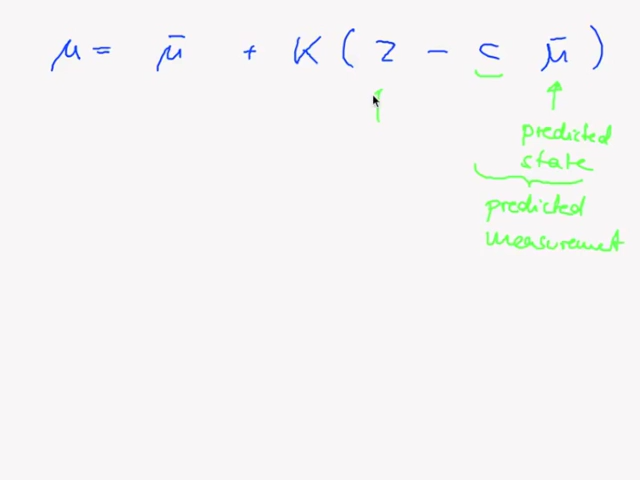 μ = μ̄ + K ( z - C μ̄ )
predicted
state
predicted
measurement